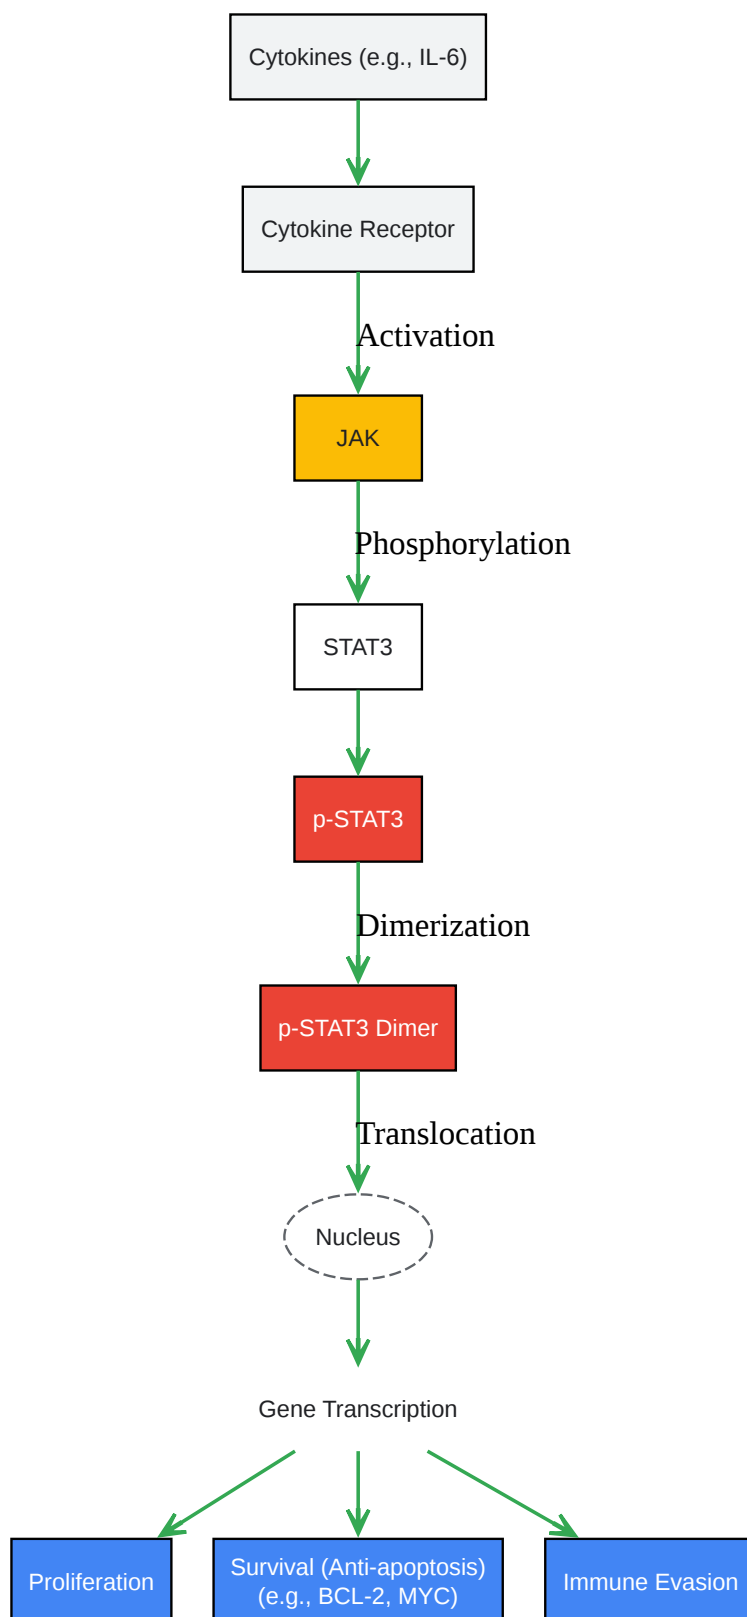 Cytokines (e.g., IL-6)
Cytokine Receptor
Activation
JAK
Phosphorylation
STAT3
p-STAT3
Dimerization
p-STAT3 Dimer
Translocation
Nucleus
Gene Transcription
Proliferation
Survival (Anti-apoptosis)
(e.g., BCL-2, MYC)
Immune Evasion